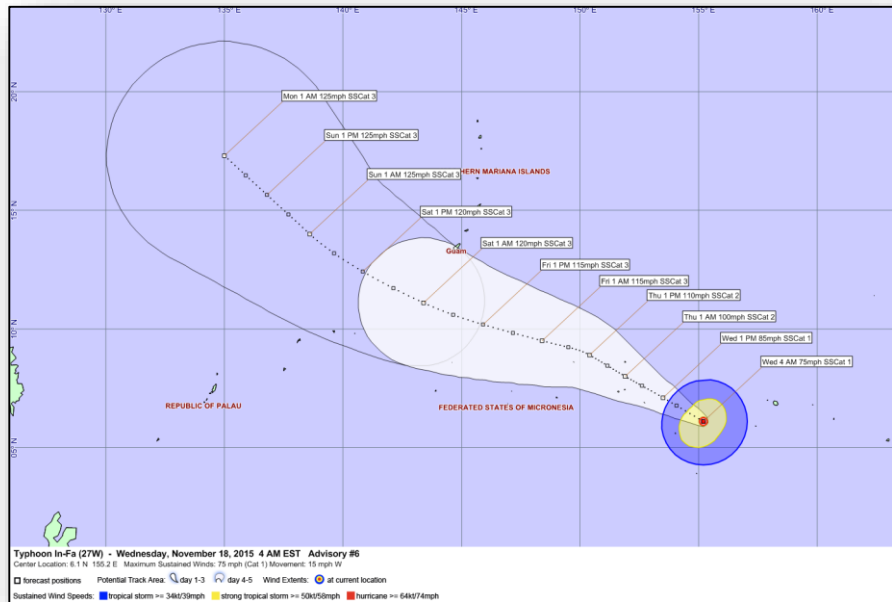 130° E
135° E
140° E
145° E
150° E
155° E
160° E
20° N
Mon 1 AM 125mph SSCat 3
Sun 1 PM 125mph SSCat 3
HERN MARIANA ISLANDS
Sun 1 AM 125mph SSCat 3
15° N
Sat 1 PM 120mph SSCat 3
Sat 1 AM 120mph SSCat 3
Guam
Fri 1 PM 115mph SSCat 3
Fri 1 AM 115mph SSCat 3
Thu 1 PM 110mph SSCat 2
Thu 1 AM 100mph SSCat 2
10° N
Wed 1 PM 85mph SSCat 1
Wed 4 AM 75mph SSCat 1
REPUBLIC OF PALAU
FEDERATED STATES OF MICRONESIA
05° N
Typhoon In-Fa (27W) - Wednesday, November 18, 2015 4 AM EST Advisory #6
Center Location: 6.1 N 155.2 E Maximum Sustained Winds: 75 mph (Cat 1) Movement: 15 mph W
forecast positions Potential Track Area: day 1-3 day 4-5 Wind Extents: at current location
Sustained Wind Speeds: tropical storm >= 34kt/39mph strong tropical storm >= 50kt/58mph hurricane >= 64kt/74mph